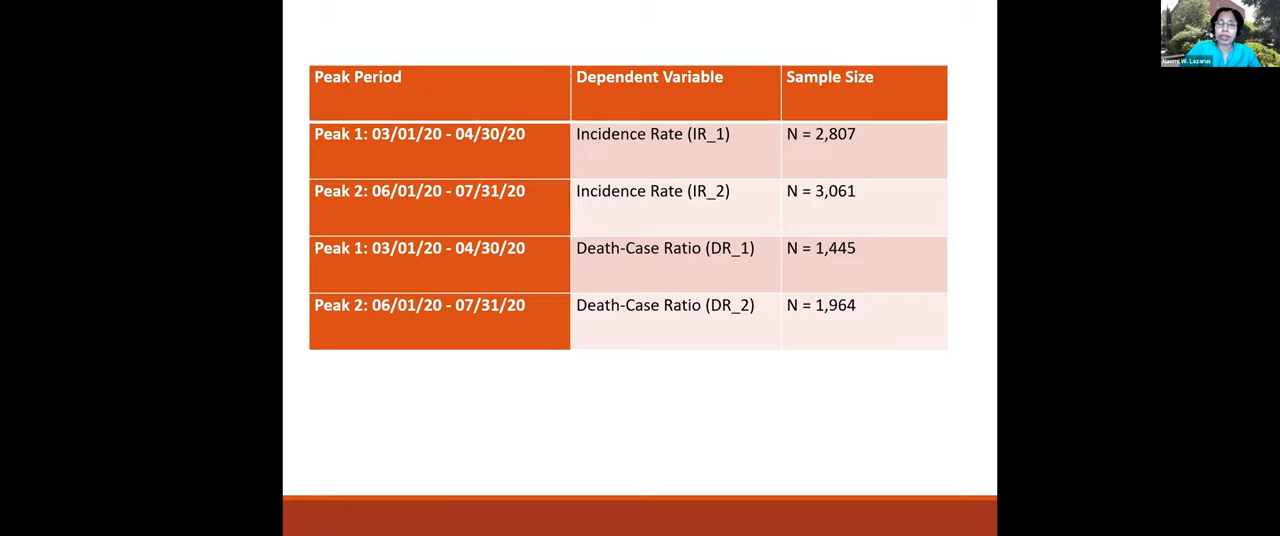 Peak Period Dependent Variable Sample Size
Peak 1: 03/01/20 - 04/30/20 Incidence Rate (IR_1) N = 2,807
Peak 2: 06/01/20 - 07/31/20 Incidence Rate (IR_2) N = 3,061
Peak 1: 03/01/20 - 04/30/20 Death-Case Ratio (DR_1) N = 1,445
Peak 2: 06/01/20 - 07/31/20 Death-Case Ratio (DR_2) N = 1,964
Naomi W. Lazarus